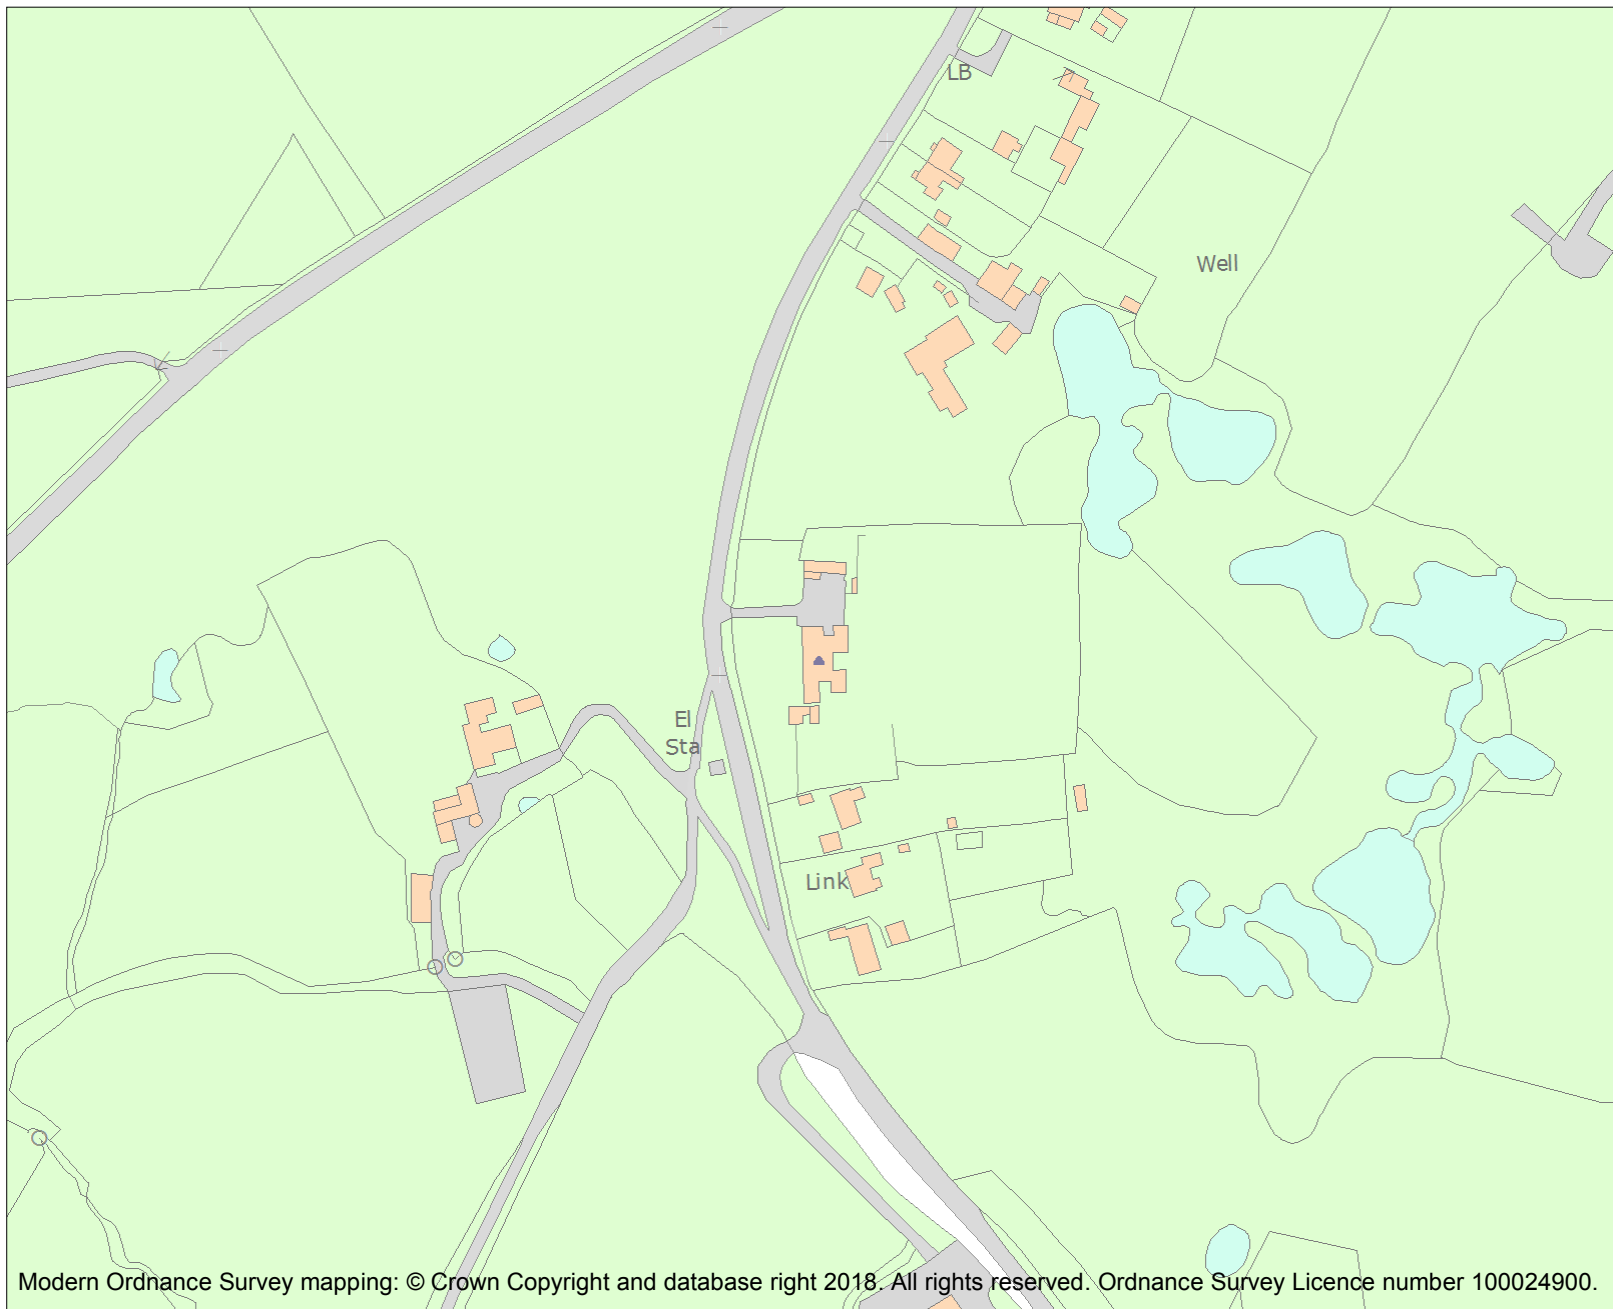 LB
Well
El
Sta
Link
Modern Ordnance Survey mapping: © Crown Copyright and database right 2018. All rights reserved. Ordnance Survey Licence number 100024900.